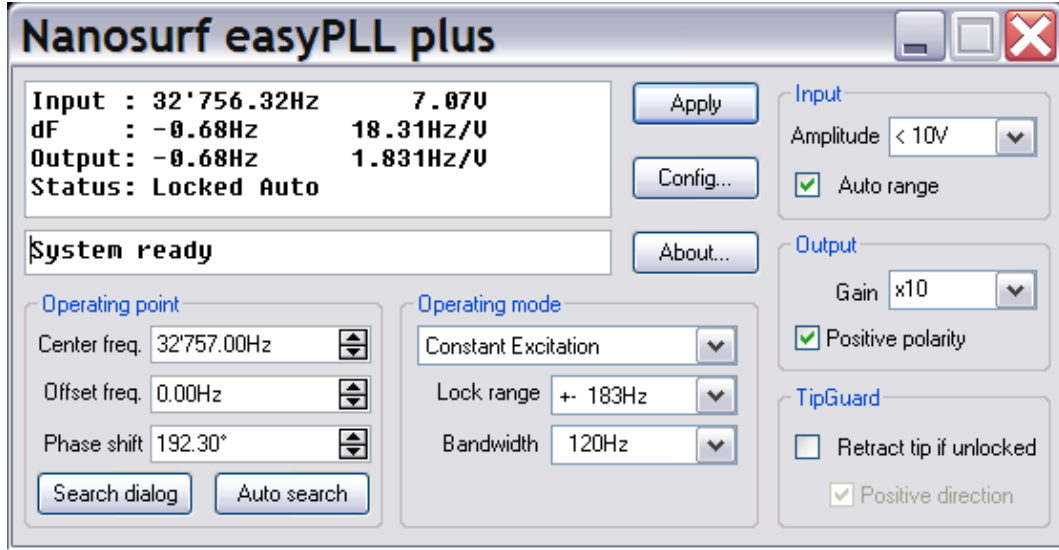 Nanosurf easyPLL plus
Input : 32'756.32Hz 7.07V
dF : -0.68Hz 18.31Hz/V
Output: -0.68Hz 1.831Hz/V
Status: Locked Auto
System ready
Apply
Config...
About...
Operating point
Center freq. 32'757.00Hz
Offset freq. 0.00Hz
Phase shift 192.30°
Search dialog Auto search
Operating mode
Constant Excitation
Lock range +- 183Hz
Bandwidth 120Hz
Input
Amplitude < 10V
Auto range
Output
Gain x10
Positive polarity
TipGuard
Retract tip if unlocked
Positive direction